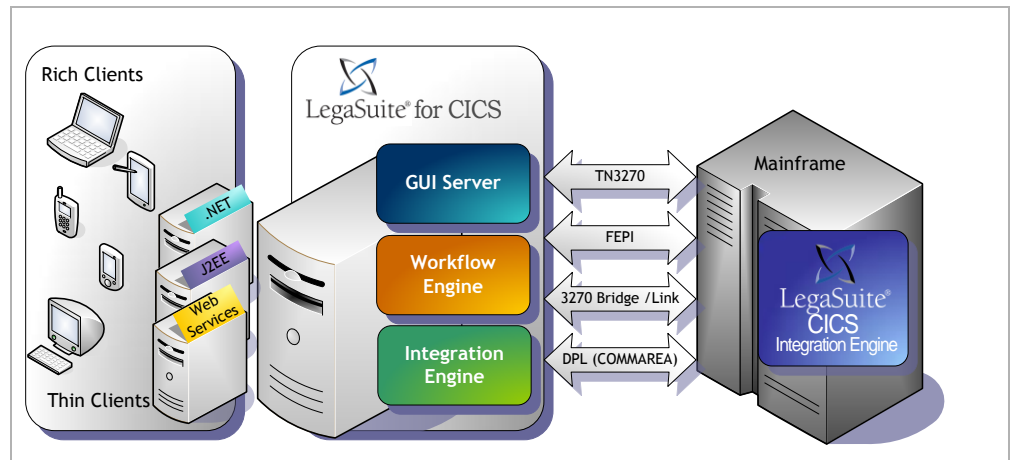 Rich Clients
.NET
J2EE
Web
Services
Thin Clients
LegaSuite® for CICS
GUI Server
Workflow
Engine
Integration
Engine
TN3270
FEPI
3270 Bridge /Link
DPL (COMMAREA)
Mainframe
LegaSuite®
CICS
Integration Engine